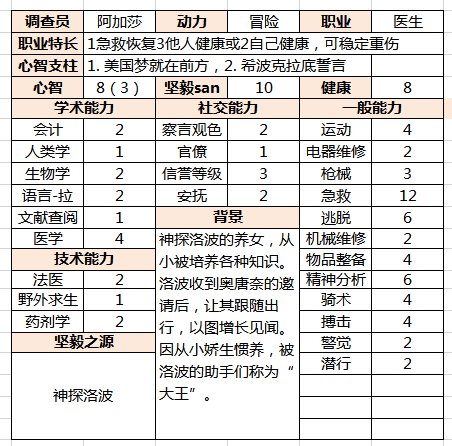 调查员 阿加莎 动力 冒险 职业 医生
职业特长 1急救恢复3他人健康或2自己健康，可稳定重伤
心智支柱 1. 美国梦就在前方，2. 希波克拉底誓言
心智 8（3） 坚毅san 10 健康 8
学术能力 社交能力 一般能力
会计 2 察言观色 2 运动 4
人类学 1 官僚 1 电器维修 2
生物学 2 信誉等级 3 枪械 3
语言-拉 2 安抚 2 急救 12
文献查阅 1 背景 逃脱 6
医学 4 机械维修 2
技术能力 物品整备 4
法医 2 精神分析 6
野外求生 1 骑术 4
药剂学 2 搏击 4
坚毅之源 警觉 2
神探洛波 潜行 2
神探洛波的养女，从
小被培养各种知识。
洛波收到奥唐奈的邀
请后，让其跟随出
行，以图增长见闻。
因从小娇生惯养，被
洛波的助手们称为“
大王”。